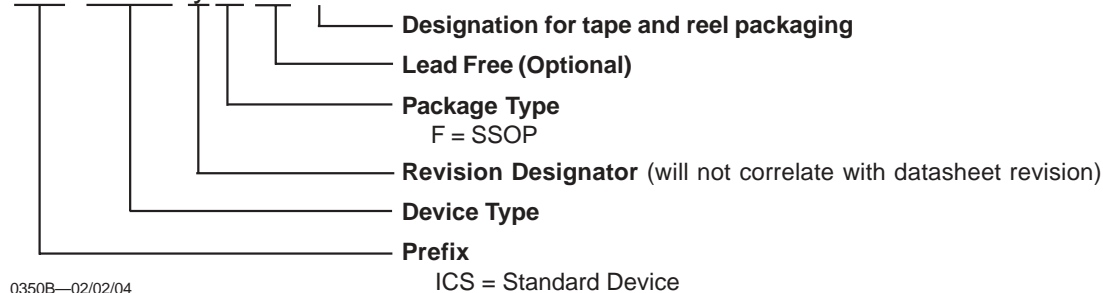 Designation for tape and reel packaging
Lead Free (Optional)
Package Type
F = SSOP
Revision Designator (will not correlate with datasheet revision)
Device Type
Prefix
ICS = Standard Device
0350B—02/02/04